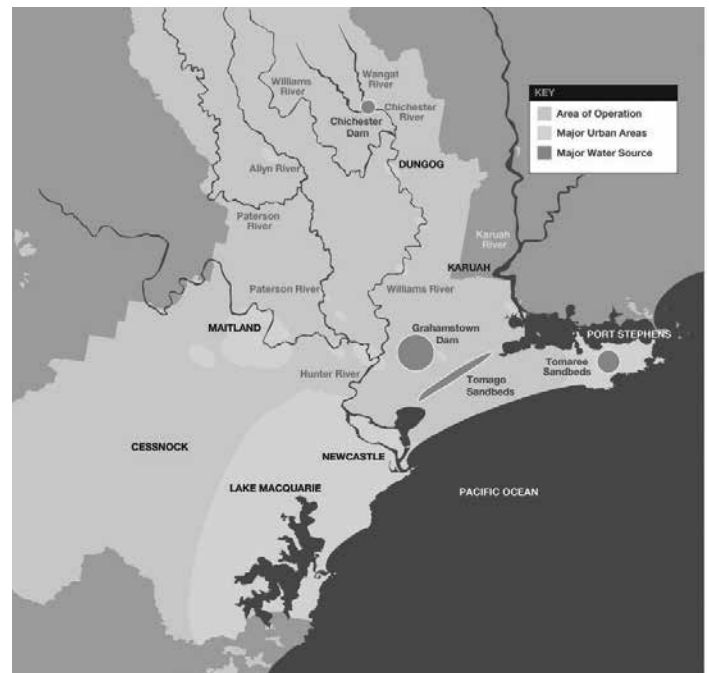 Williams
River
Wangat
River
Chichester
River
Chichester
Dam
DUNGOG
Allyn River
KEY
Area of Operation
Major Urban Areas
Major Water Source
Paterson
River
Karuah
River
KARUAH
Paterson River
Williams River
MAITLAND
Grahamstown
Dam
PORT STEPHENS
Hunter River
Tomago
Sandbeds
Tomaree
Sandbeds
CESSNOCK
NEWCASTLE
LAKE MACQUARIE
PACIFIC OCEAN